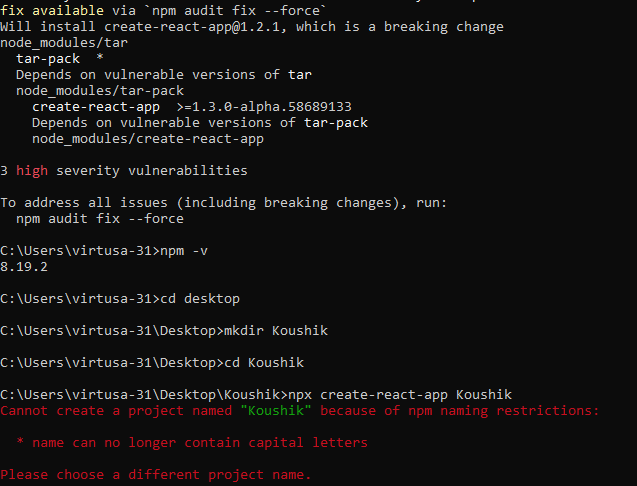 fix available via `npm audit fix --force`
Will install create-react-app@1.2.1, which is a breaking change
node_modules/tar
  tar-pack  *
  Depends on vulnerable versions of tar
  node_modules/tar-pack
    create-react-app  >=1.3.0-alpha.58689133
    Depends on vulnerable versions of tar-pack
    node_modules/create-react-app

3 high severity vulnerabilities

To address all issues (including breaking changes), run:
  npm audit fix --force

C:\Users\virtusa-31>npm -v
8.19.2

C:\Users\virtusa-31>cd desktop

C:\Users\virtusa-31\Desktop>mkdir Koushik

C:\Users\virtusa-31\Desktop>cd Koushik

C:\Users\virtusa-31\Desktop\Koushik>npx create-react-app Koushik
Cannot create a project named "Koushik" because of npm naming restrictions:

  * name can no longer contain capital letters

Please choose a different project name.